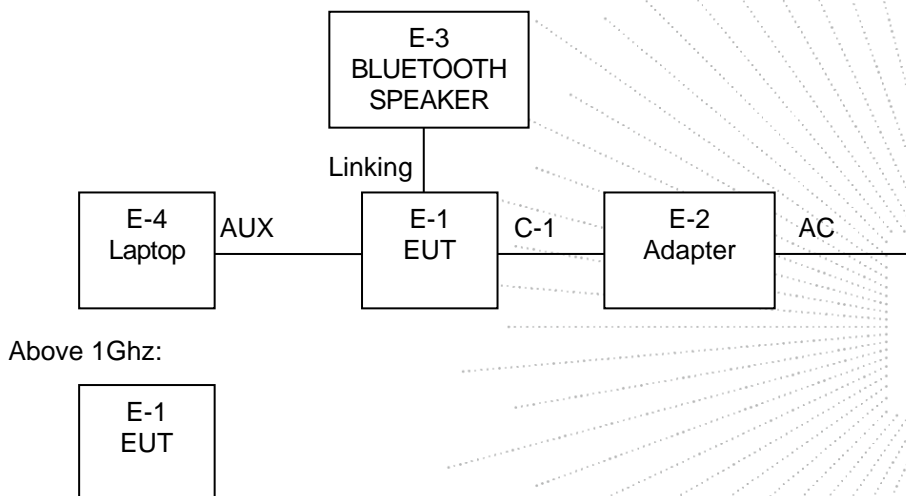 E-3
BLUETOOTH
SPEAKER
Linking
E-4
Laptop
AUX
E-1
EUT
C-1
E-2
Adapter
AC
Above 1Ghz:
E-1
EUT